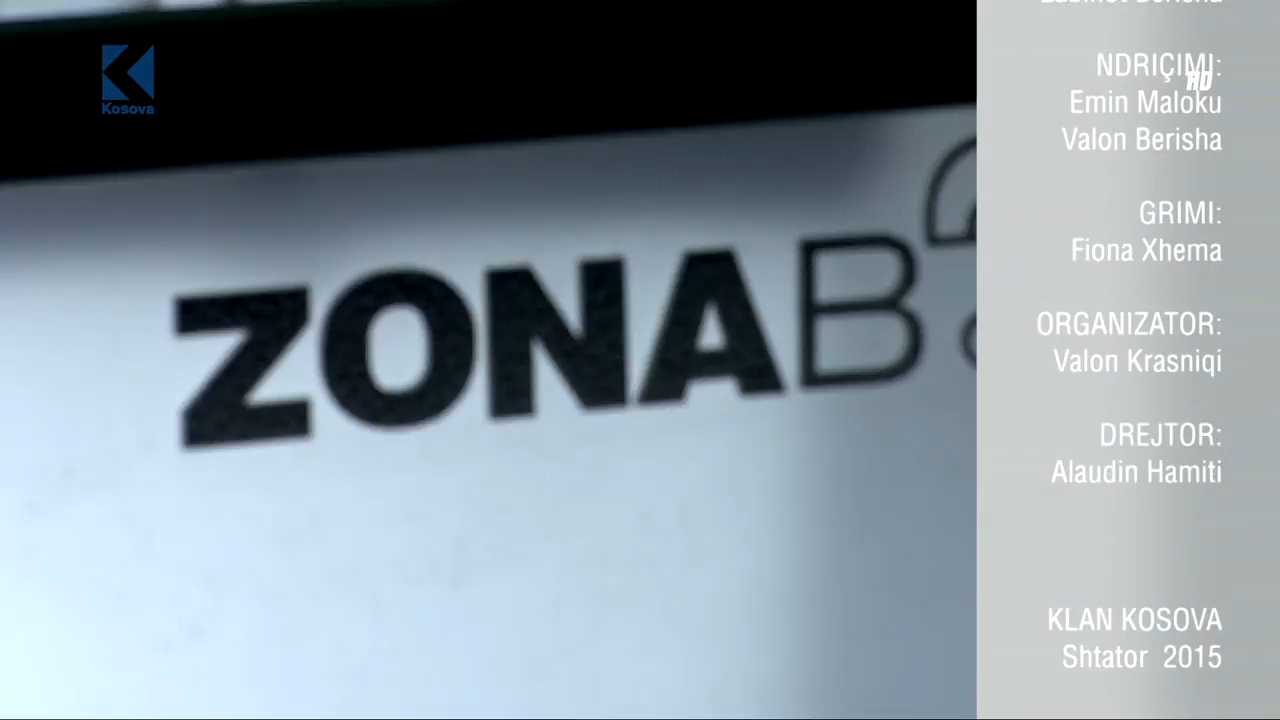 Kosova
ZONAB
HD
NDRIÇIMI:
Emin Maloku
Valon Berisha
GRIMI:
Fiona Xhema
ORGANIZATOR:
Valon Krasniqi
DREJTOR:
Alaudin Hamiti
KLAN KOSOVA
Shtator 2015